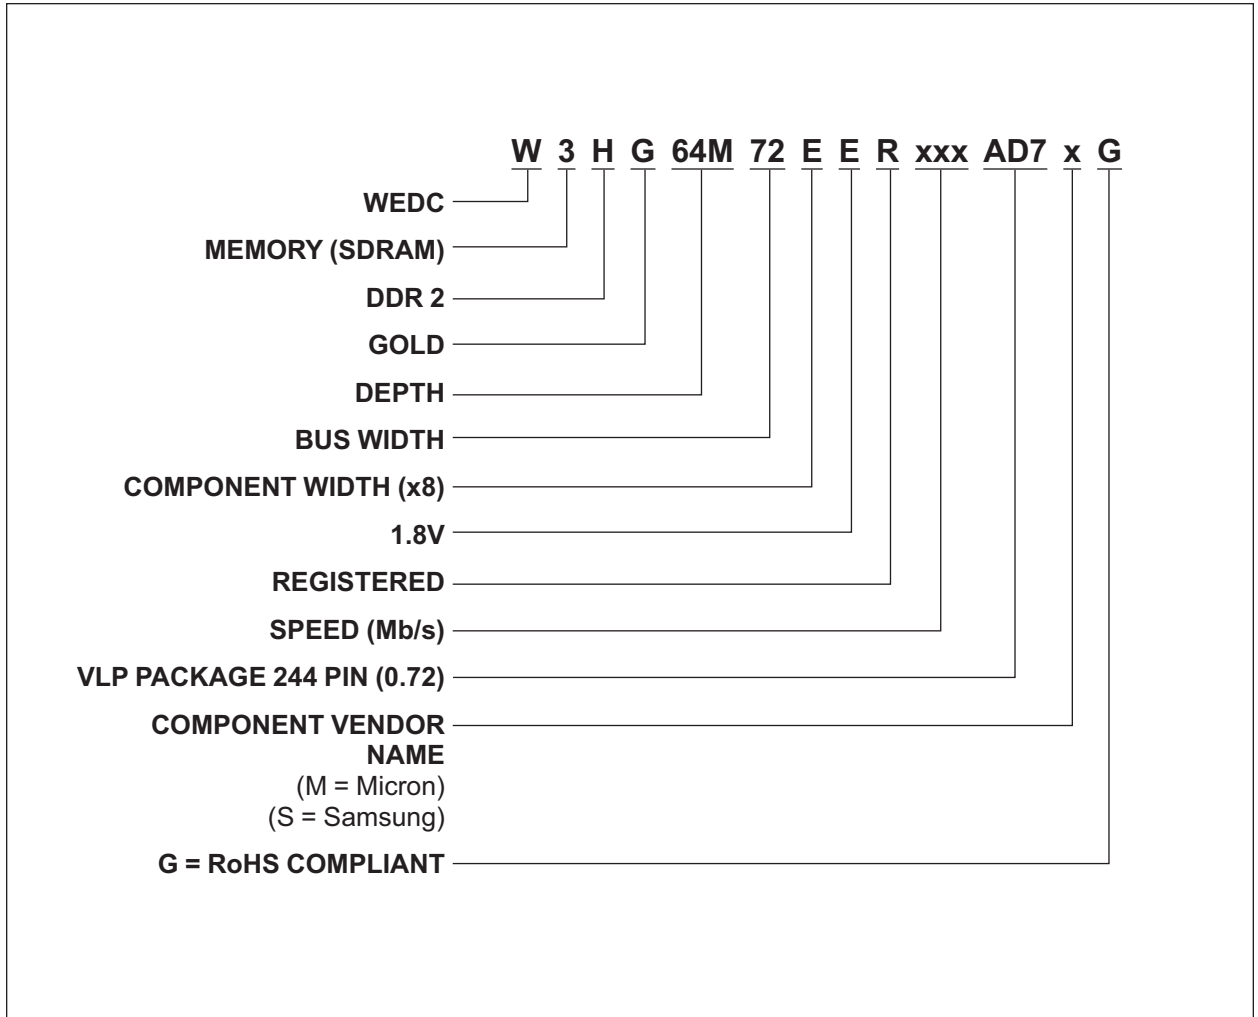 W 3 H G 64M 72 E E R xxx AD7 x G
WEDC
MEMORY (SDRAM)
DDR 2
GOLD
DEPTH
BUS WIDTH
COMPONENT WIDTH (x8)
1.8V
REGISTERED
SPEED (Mb/s)
VLP PACKAGE 244 PIN (0.72)
COMPONENT VENDOR
NAME
(M = Micron)
(S = Samsung)
G = RoHS COMPLIANT